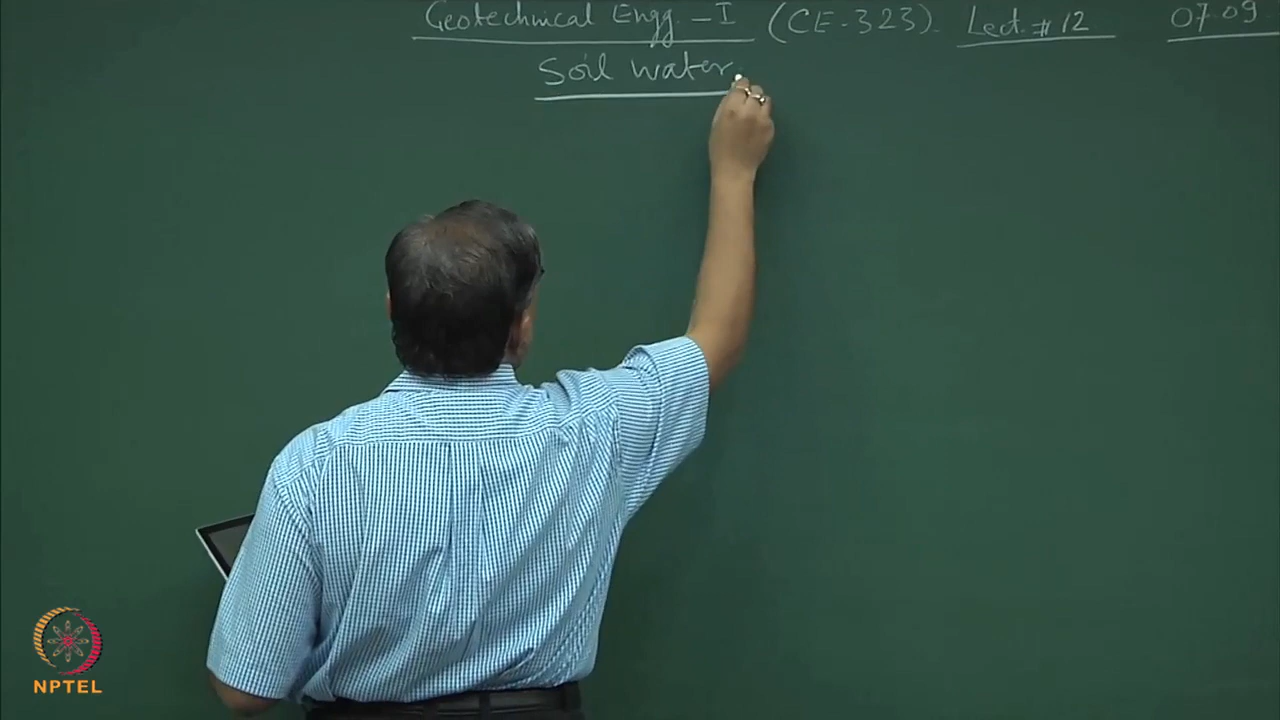 Geotechnical Engg. - I (CE-323). Lect. # 12 07.09
Soil water
NPTEL